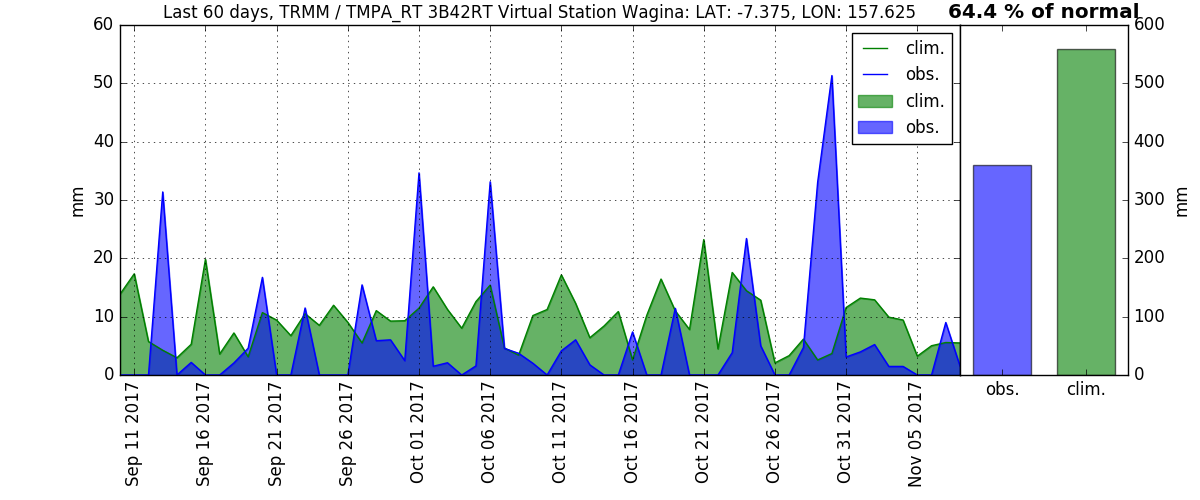 Last 60 days, TRMM / TMPA_RT 3B42RT Virtual Station Wagina: LAT: -7.375, LON: 157.625
64.4 % of normal
60
50
40
30
20
10
0
mm
clim.
obs.
clim.
obs.
600
500
400
300
200
100
0
mm
obs.
clim.
Sep 11 2017
Sep 16 2017
Sep 21 2017
Sep 26 2017
Oct 01 2017
Oct 06 2017
Oct 11 2017
Oct 16 2017
Oct 21 2017
Oct 26 2017
Oct 31 2017
Nov 05 2017